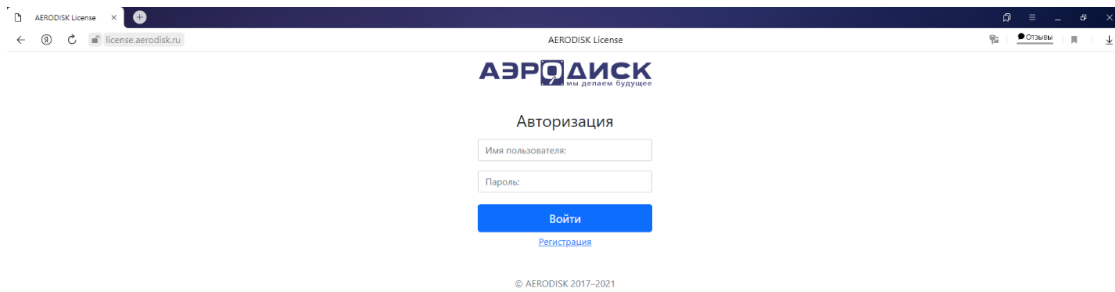 AERODISK License
license.aerodisk.ru
AERODISK License
Отзывы
АЭРОДИСК
мы делаем будущее
Авторизация
Имя пользователя:
Пароль:
Войти
Регистрация
© AERODISK 2017–2021